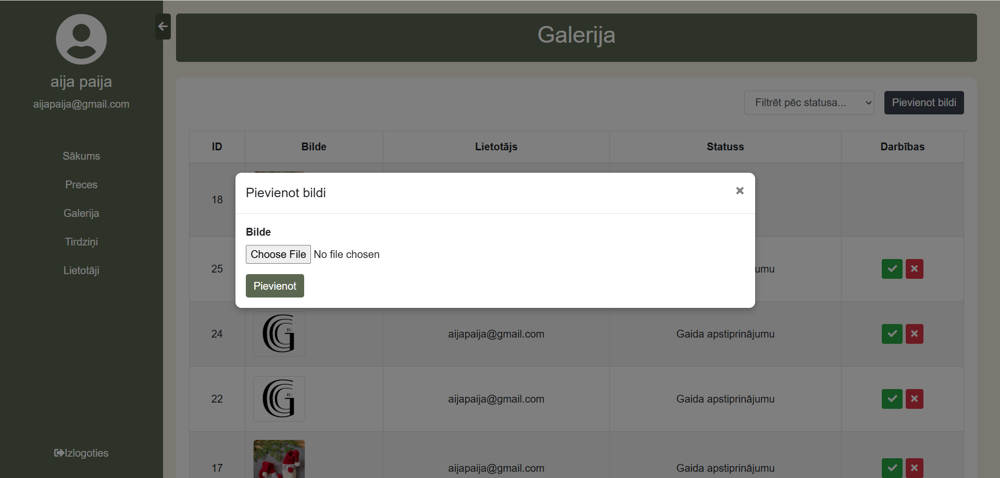 aija paija
aijapaija@gmail.com
Sākums
Preces
Galerija
Tirdziņi
Lietotāji
Izlogoties
Galerija
Filtrēt pēc statusa...
Pievienot bildi
ID Bilde Lietotājs Statuss Darbības
18
25
24 GIU aijapaija@gmail.com Gaida apstiprinājumu
22 GIU aijapaija@gmail.com Gaida apstiprinājumu
17 aijapaija@gmail.com Gaida apstiprinājumu
Pievienot bildi
Bilde
Choose File No file chosen
Pievienot